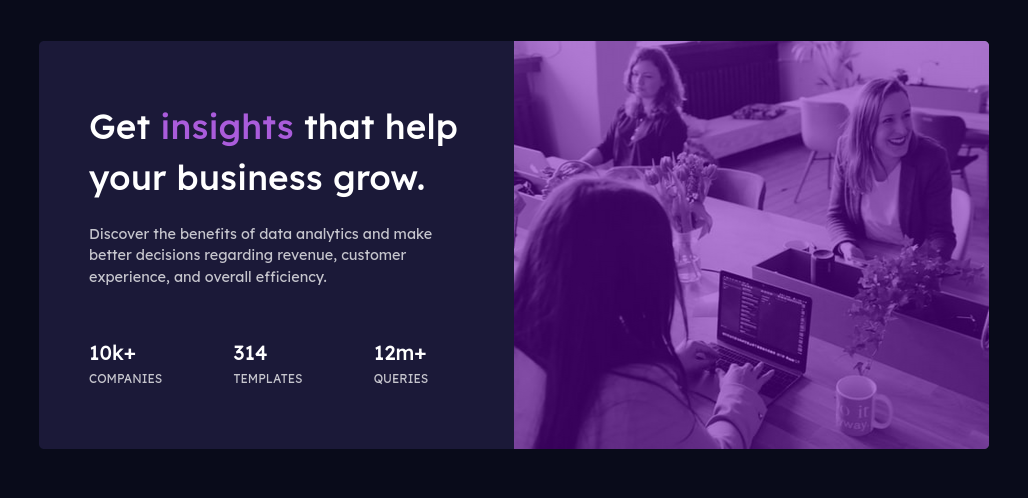 Get insights that help
your business grow.
Discover the benefits of data analytics and make
better decisions regarding revenue, customer
experience, and overall efficiency.
10k+ 314 12m+
COMPANIES TEMPLATES QUERIES